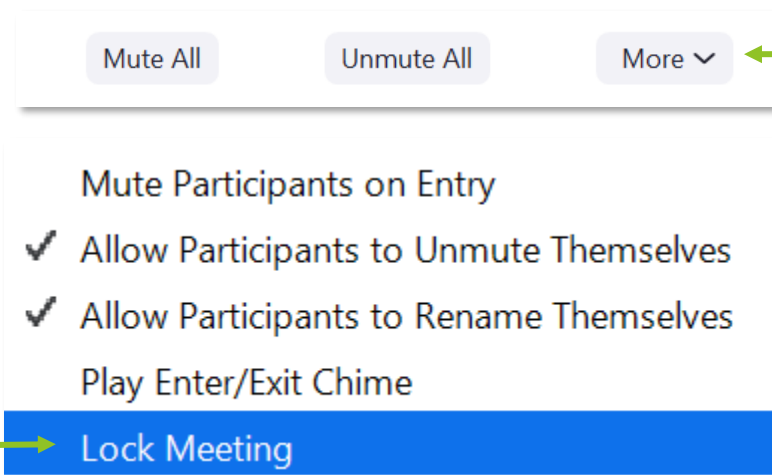 Mute All Unmute All More
Mute Participants on Entry
Allow Participants to Unmute Themselves
Allow Participants to Rename Themselves
Play Enter/Exit Chime
Lock Meeting